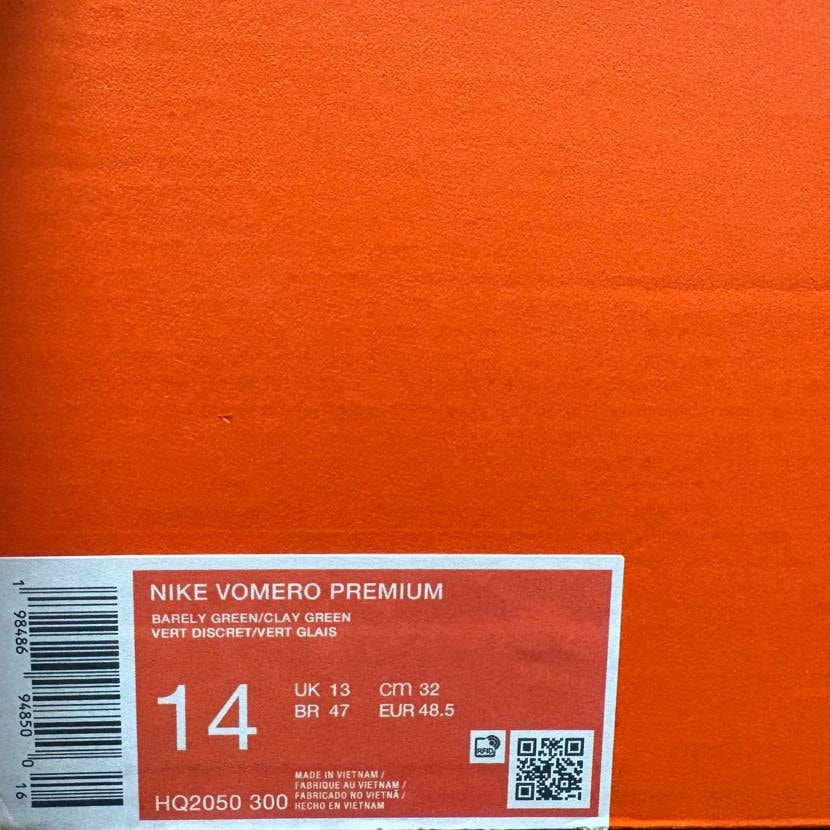 NIKE VOMERO PREMIUM
BARELY GREEN/CLAY GREEN
VERT DISCRET/VERT GLAIS
14
UK 13 cm 32
BR 47 EUR 48.5
RFID
HQ2050 300
MADE IN VIETNAM /
FABRIQUE AU VIETNAM /
FABRICADO NO VIETNÃ /
HECHO EN VIETNAM
1 98486 94850 0 16